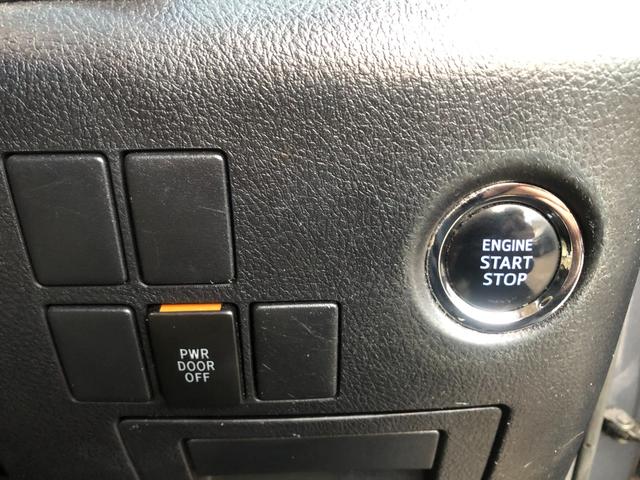 ENGINE
START
STOP
PWR
DOOR
OFF